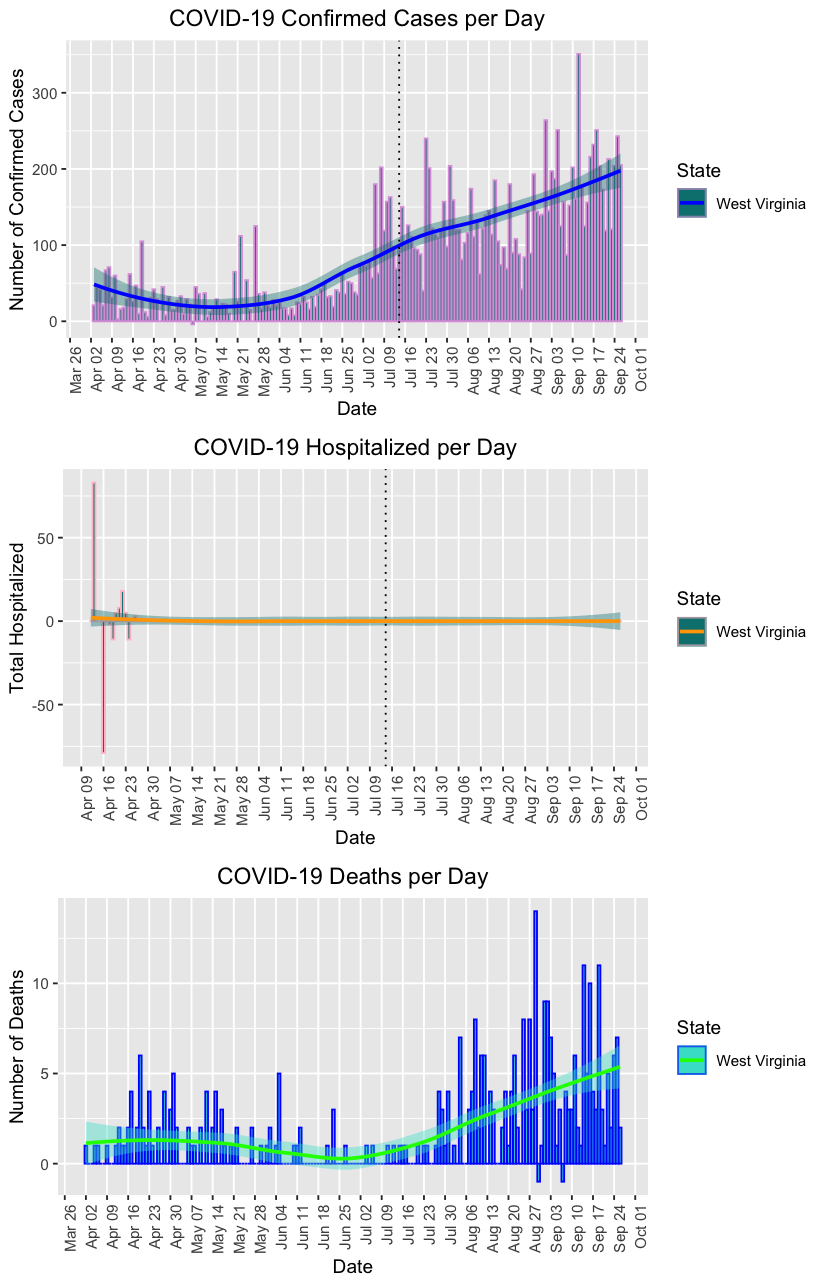 COVID-19 Confirmed Cases per Day
Number of Confirmed Cases
300
200
100
0
Mar 26 Apr 02 Apr 09 Apr 16 Apr 23 Apr 30 May 07 May 14 May 21 May 28 Jun 04 Jun 11 Jun 18 Jun 25 Jul 02 Jul 09 Jul 16 Jul 23 Jul 30 Aug 06 Aug 13 Aug 20 Aug 27 Sep 03 Sep 10 Sep 17 Sep 24 Oct 01
Date
State
West Virginia
COVID-19 Hospitalized per Day
Total Hospitalized
50
0
-50
Apr 09 Apr 16 Apr 23 Apr 30 May 07 May 14 May 21 May 28 Jun 04 Jun 11 Jun 18 Jun 25 Jul 02 Jul 09 Jul 16 Jul 23 Jul 30 Aug 06 Aug 13 Aug 20 Aug 27 Sep 03 Sep 10 Sep 17 Sep 24 Oct 01
Date
State
West Virginia
COVID-19 Deaths per Day
Number of Deaths
10
5
0
Mar 26 Apr 02 Apr 09 Apr 16 Apr 23 Apr 30 May 07 May 14 May 21 May 28 Jun 04 Jun 11 Jun 18 Jun 25 Jul 02 Jul 09 Jul 16 Jul 23 Jul 30 Aug 06 Aug 13 Aug 20 Aug 27 Sep 03 Sep 10 Sep 17 Sep 24 Oct 01
Date
State
West Virginia